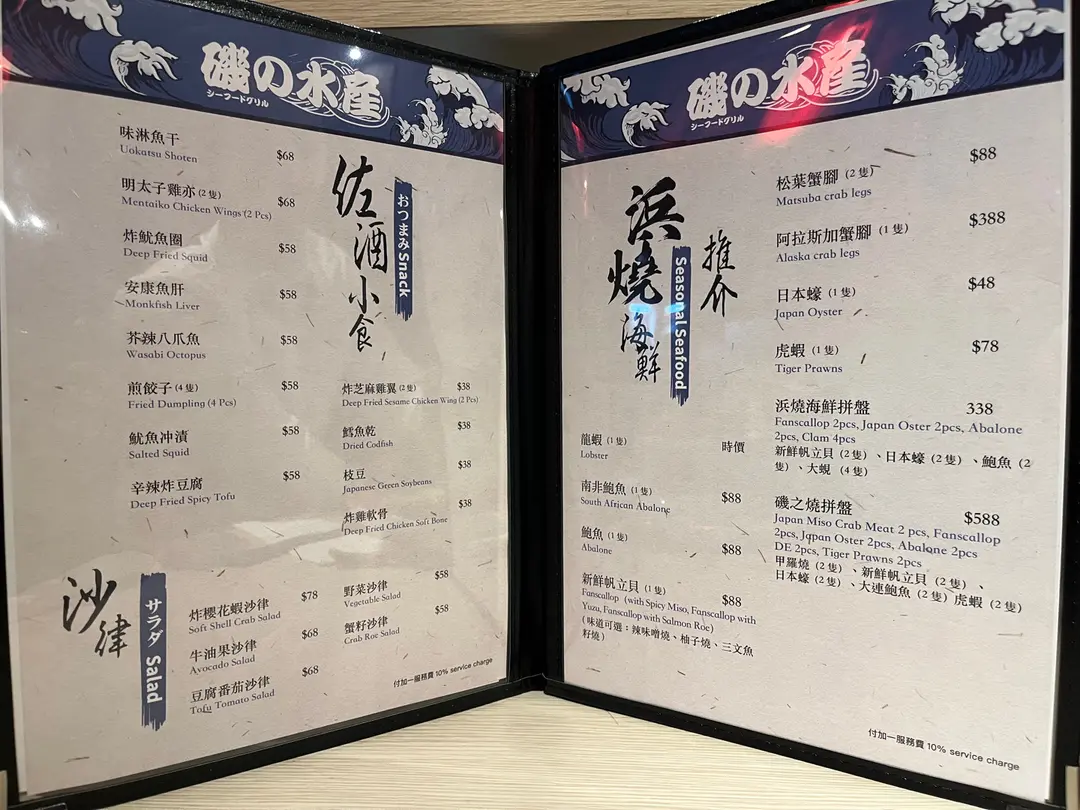 磯の水産
シーフードグリル
佐酒小食
おつまみ Snack
味淋魚干
Uokatsu Shoten
$68
明太子雞亦 (2 隻)
Mentaiko Chicken Wings (2 Pcs)
$68
炸魷魚圈
Deep Fried Squid
$58
安康魚肝
Monkfish Liver
$58
芥辣八爪魚
Wasabi Octopus
$58
煎餃子 (4 隻)
Fried Dumpling (4 Pcs)
$58
魷魚冲漬
Salted Squid
$58
辛辣炸豆腐
Deep Fried Spicy Tofu
$58
炸芝麻雞翼 (2 隻)
Deep Fried Sesame Chicken Wing (2 Pcs)
$38
鱈魚乾
Dried Codfish
$38
枝豆
Japanese Green Soybeans
$38
炸雞軟骨
Deep Fried Chicken Soft Bone
$38
沙律
サラダ Salad
炸櫻花蝦沙律
Soft Shell Crab Salad
$78
牛油果沙律
Avocado Salad
$68
豆腐番茄沙律
Tofu Tomato Salad
$68
野菜沙律
Vegetable Salad
$58
蟹籽沙律
Crab Roe Salad
$58
付加一服務費 10% service charge
磯の水産
シーフードグリル
浜燒海鮮
Seasonal Seafood
推介
龍蝦 (1 隻)
Lobster
時價
南非鮑魚 (1 隻)
South African Abalone
$88
鮑魚 (1 隻)
Abalone
$88
新鮮帆立貝 (1 隻)
Fanscallop (with Spicy Miso, Fanscallop with
Yuzu, Fanscallop with Salmon Roe)
(味道可選：辣味噌燒、柚子燒、三文魚
籽燒)
$88
松葉蟹腳 (2 隻)
Matsuba crab legs
$88
阿拉斯加蟹腳 (1 隻)
Alaska crab legs
$388
日本蠔 (1 隻)
Japan Oyster
$48
虎蝦 (1 隻)
Tiger Prawns
$78
浜燒海鮮拼盤
338
Fanscallop 2pcs, Japan Oster 2pcs, Abalone
2pcs, Clam 4pcs
新鮮帆立貝 (2 隻) 、日本蠔 (2 隻) 、鮑魚 (2
隻) 、大蜆 (4 隻)
磯之燒拼盤
$588
Japan Miso Crab Meat 2 pcs, Fanscallop
2pcs, Japan Oster 2pcs, Abalone 2pcs
DE 2pcs, Tiger Prawns 2pcs
甲羅燒 (2 隻) 、新鮮帆立貝 (2 隻) 、
日本蠔 (2 隻) 、大連鮑魚 (2 隻) 虎蝦 (2 隻)
付加一服務費 10% service charge